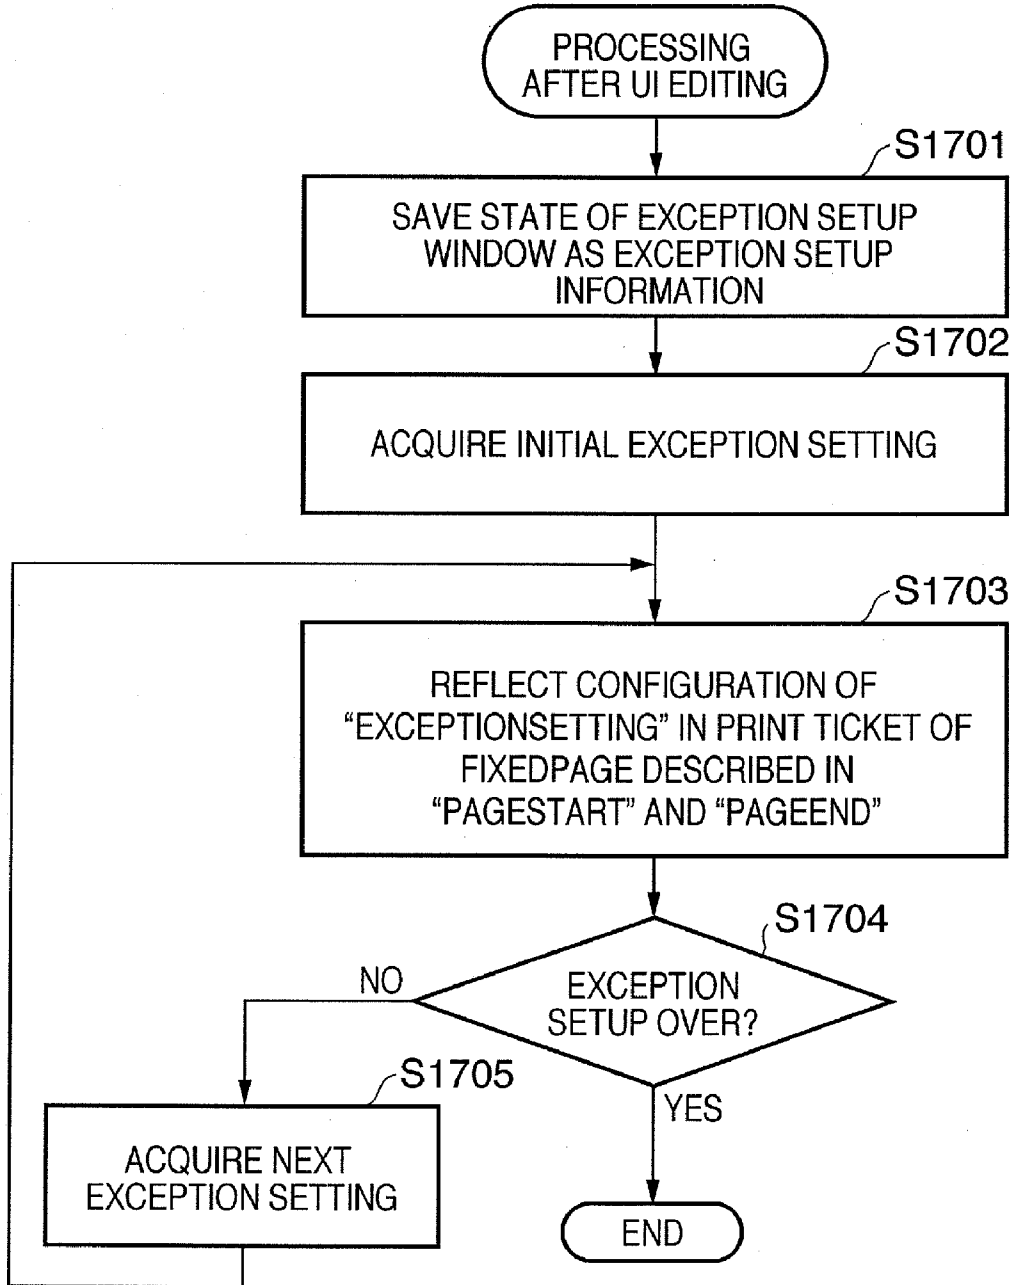 PROCESSING
AFTER UI EDITING
S1701
SAVE STATE OF EXCEPTION SETUP
WINDOW AS EXCEPTION SETUP
INFORMATION
S1702
ACQUIRE INITIAL EXCEPTION SETTING
S1703
REFLECT CONFIGURATION OF
“EXCEPTIONSETTING” IN PRINT TICKET OF
FIXEDPAGE DESCRIBED IN
“PAGESTART” AND “PAGEEND”
S1704
NO
EXCEPTION
SETUP OVER?
S1705
YES
ACQUIRE NEXT
EXCEPTION SETTING
END